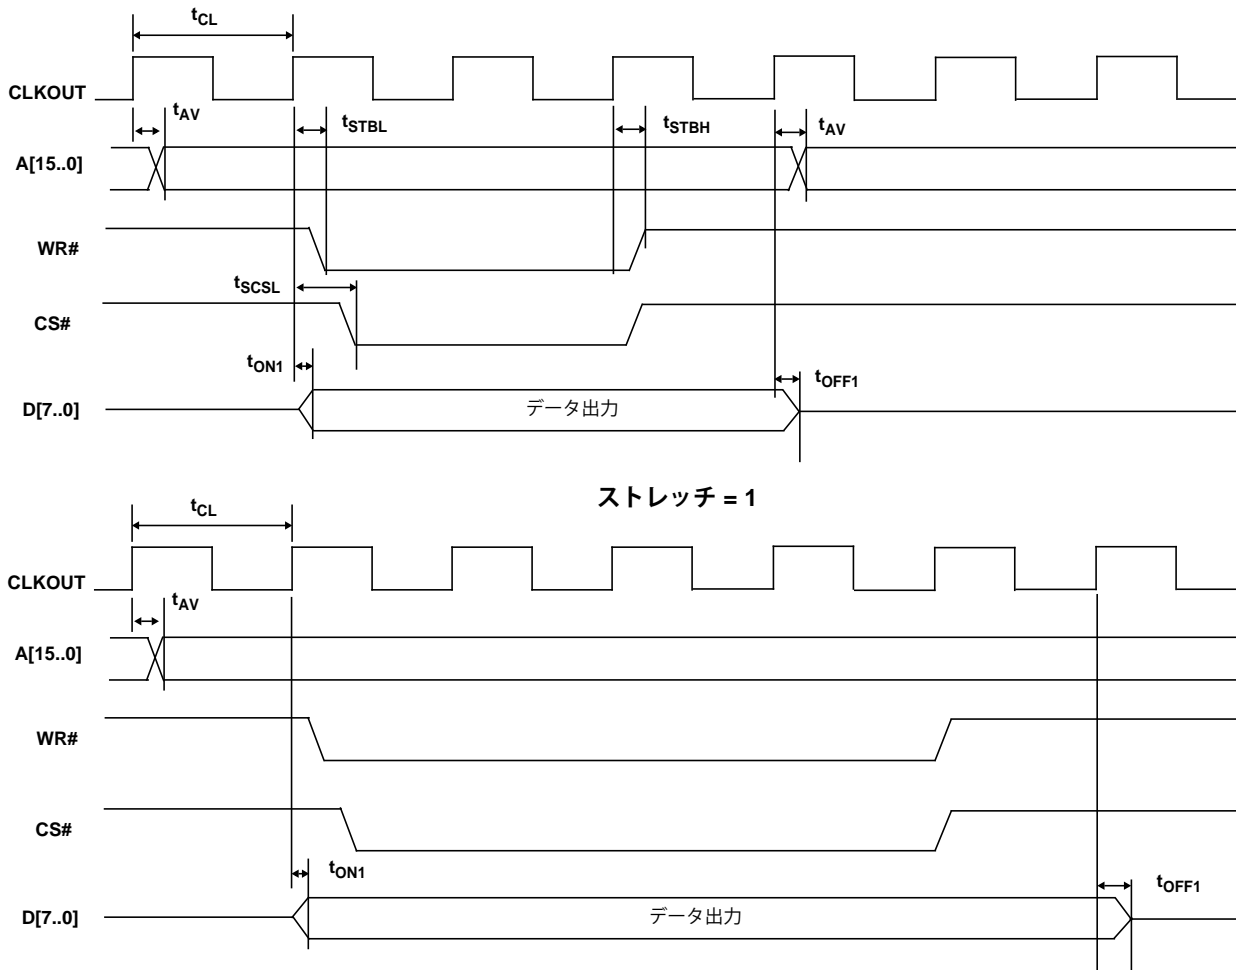 tCL
CLKOUT
tAV
tSTBL
tSTBH
tAV
A[15..0]
WR#
tSCSL
CS#
tON1
tOFF1
D[7..0]
データ出力
ストレッチ = 1
tCL
CLKOUT
tAV
A[15..0]
WR#
CS#
tON1
tOFF1
D[7..0]
データ出力